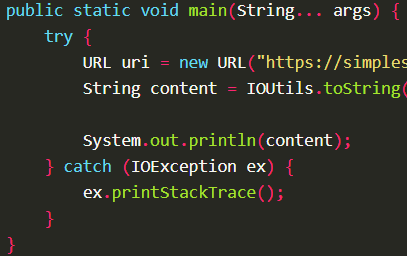 public static void main(String... args) {
try {
URL uri = new URL("https://simples
String content = IOUtils.toString(
System.out.println(content);
} catch (IOException ex) {
ex.printStackTrace();
}
}